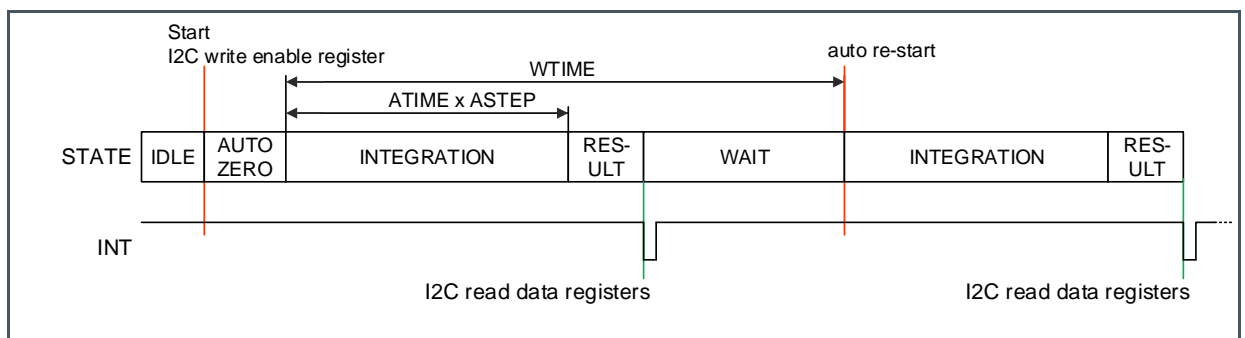 Start
I2C write enable register
auto re-start
WTIME
ATIME x ASTEP
STATE
IDLE
AUTO
ZERO
INTEGRATION
RES-
ULT
WAIT
INTEGRATION
RES-
ULT
INT
I2C read data registers
I2C read data registers